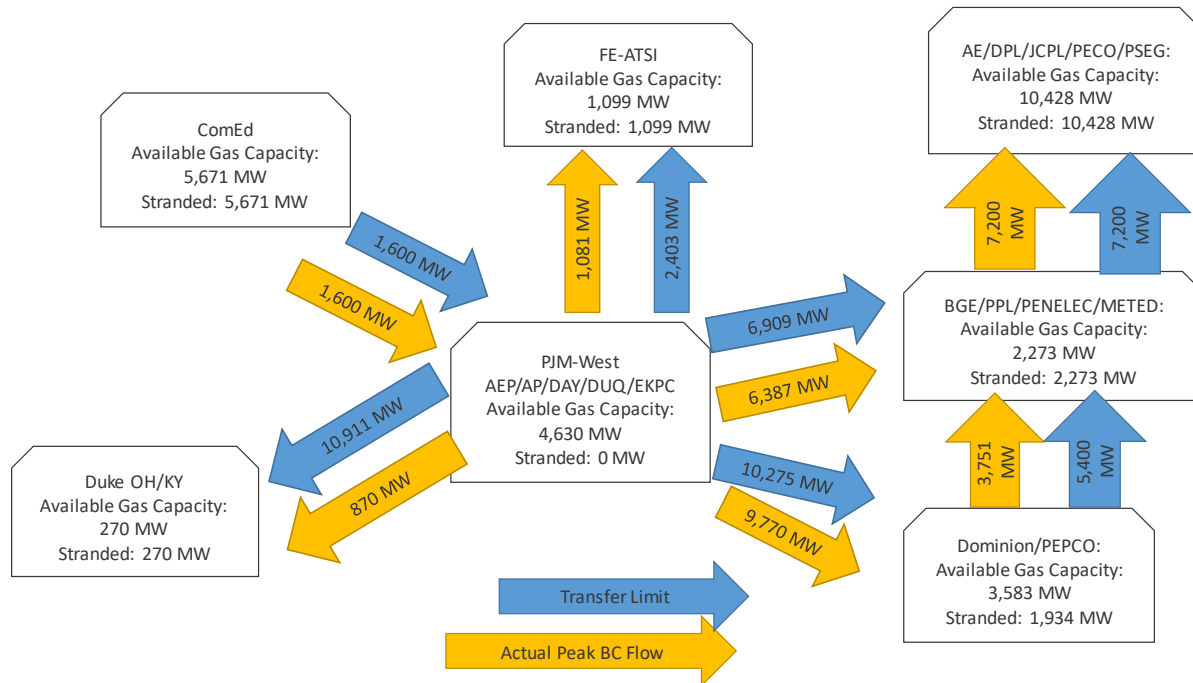 FE-ATSI
Available Gas Capacity:
1,099 MW
Stranded: 1,099 MW
AE/DPL/JCPL/PECO/PSEG:
Available Gas Capacity:
10,428 MW
Stranded: 10,428 MW
ComEd
Available Gas Capacity:
5,671 MW
Stranded: 5,671 MW
1,600 MW
1,600 MW
1,081 MW
2,403 MW
7,200
MW
7,200
MW
6,909 MW
6,387 MW
BGE/PPL/PENELEC/METED:
Available Gas Capacity:
2,273 MW
Stranded: 2,273 MW
PJM-West
AEP/AP/DAY/DUQ/EKPC
Available Gas Capacity:
4,630 MW
Stranded: 0 MW
10,911 MW
870 MW
10,275 MW
9,770 MW
3,751
MW
5,400
MW
Duke OH/KY
Available Gas Capacity:
270 MW
Stranded: 270 MW
Dominion/PEPCO:
Available Gas Capacity:
3,583 MW
Stranded: 1,934 MW
Transfer Limit
Actual Peak BC Flow